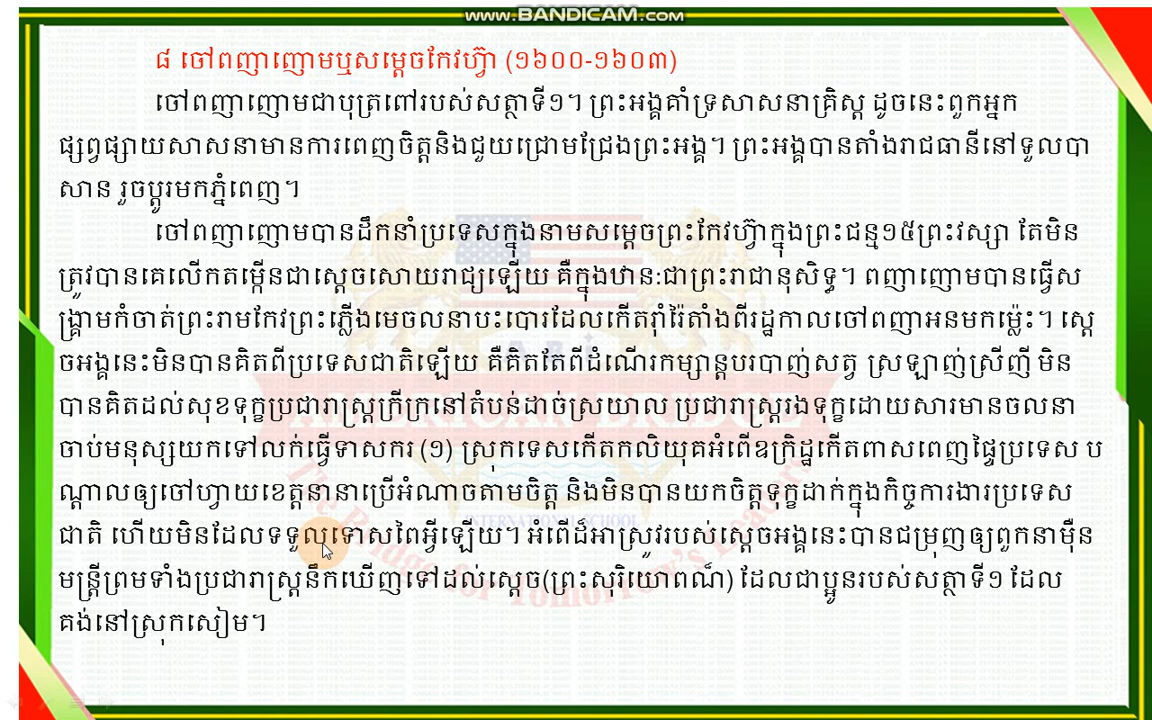 www.BANDICAM.com
៨ ចៅពញាញោមឬសម្ដេចកែវហ៊្វា (១៦០០-១៦០៣)
ចៅពញាញោមជាបុត្រពៅរបស់សត្ថាទី១។ ព្រះអង្គគាំទ្រសាសនាគ្រិស្ត ដូចនេះពួកអ្នក
ផ្សព្វផ្សាយសាសនាមានការពេញចិត្តនិងជួយជ្រោមជ្រែងព្រះអង្គ។ ព្រះអង្គបានតាំងរាជធានីនៅទួលបា
សាន រួចប្ដូរមកភ្នំពេញ។
ចៅពញាញោមបានដឹកនាំប្រទេសក្នុងនាមសម្ដេចព្រះកែវហ៊្វាក្នុងព្រះជន្ម១៥ព្រះវស្សា តែមិន
ត្រូវបានគេលើកតម្កើនជាស្ដេចសោយរាជ្យឡើយ គឺក្នុងឋានៈជាព្រះរាជានុសិទ្ធ។ ពញាញោមបានធ្វើស
ង្គ្រាមកំចាត់ព្រះរាមកែវព្រះភ្លើងមេចលនាបះបោរដែលកើតរ៉ាំរ៉ៃតាំងពីរដ្ឋកាលចៅពញាអនមកម្ល៉េះ។ ស្ដេ
ចអង្គនេះមិនបានគិតពីប្រទេសជាតិឡើយ គឺគិតតែពីដំណើរកម្សាន្តបរបាញ់សត្វ ស្រឡាញ់ស្រីញី មិន
បានគិតដល់សុខទុក្ខប្រជារាស្ត្រក្រីក្រនៅតំបន់ដាច់ស្រយាល ប្រជារាស្ត្ររងទុក្ខដោយសារមានចលនា
ចាប់មនុស្សយកទៅលក់ធ្វើទាសករ (១) ស្រុកទេសកើតកលិយុគអំពើឧក្រិដ្ឋកើតពាសពេញផ្ទៃប្រទេស ប
ណ្ដាលឲ្យចៅហ្វាយខេត្តនានាប្រើអំណាចតាមចិត្ត និងមិនបានយកចិត្តទុក្ខដាក់ក្នុងកិច្ចការងារប្រទេស
ជាតិ ហើយមិនដែលទទួលទោសពៃអ្វីឡើយ។ អំពើដ៏អាស្រូវរបស់ស្ដេចអង្គនេះបានជម្រុញឲ្យពួកនាម៉ឺន
មន្ត្រីព្រមទាំងប្រជារាស្ត្រនឹកឃើញទៅដល់ស្ដេច(ព្រះសុរិយោពណ៌) ដែលជាប្អូនរបស់សត្ថាទី១ ដែល
គង់នៅស្រុកសៀម។
AMERICAN BRIDGE
INTERNATIONAL SCHOOL
The Bridge for Tomorrow's Leaders